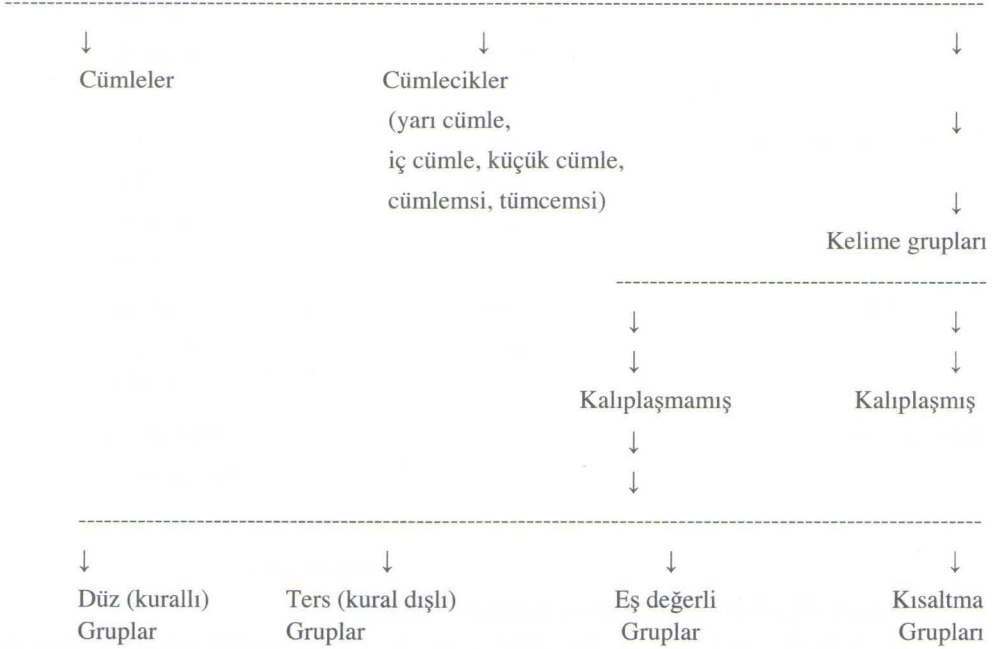 Cümleler
Cümlecikler
(yarı cümle,
iç cümle, küçük cümle,
cümlemsi, tümcemsi)
Kelime grupları
Kalıplaşmamış
Kalıplaşmış
Düz (kurallı)
Gruplar
Ters (kural dışlı)
Gruplar
Eş değerli
Gruplar
Kısaltma
Grupları